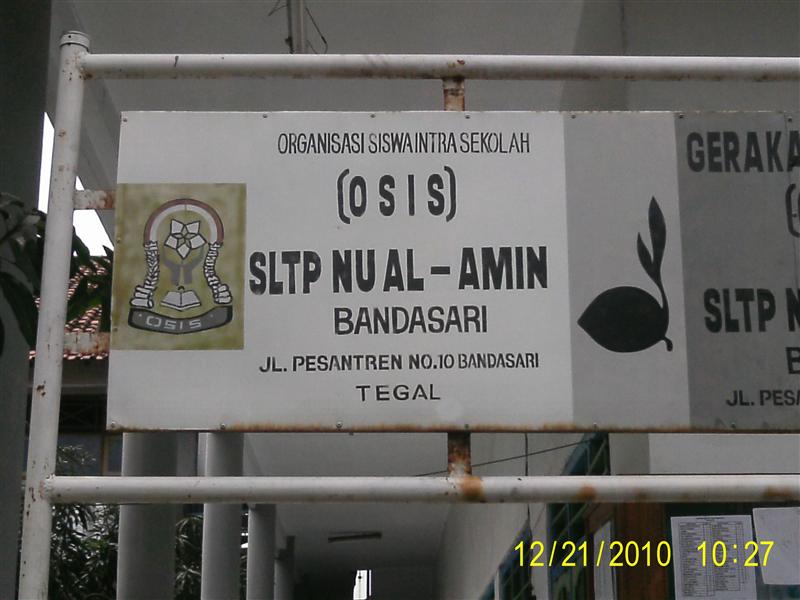 ORGANISASI SISWA INTRA SEKOLAH
(OSIS)
SLTP NU AL-AMIN
BANDASARI
JL. PESANTREN NO.10 BANDASARI
TEGAL
OSIS
GERAKA
SLTP N
B
JL. PESA
12/21/2010 10:27